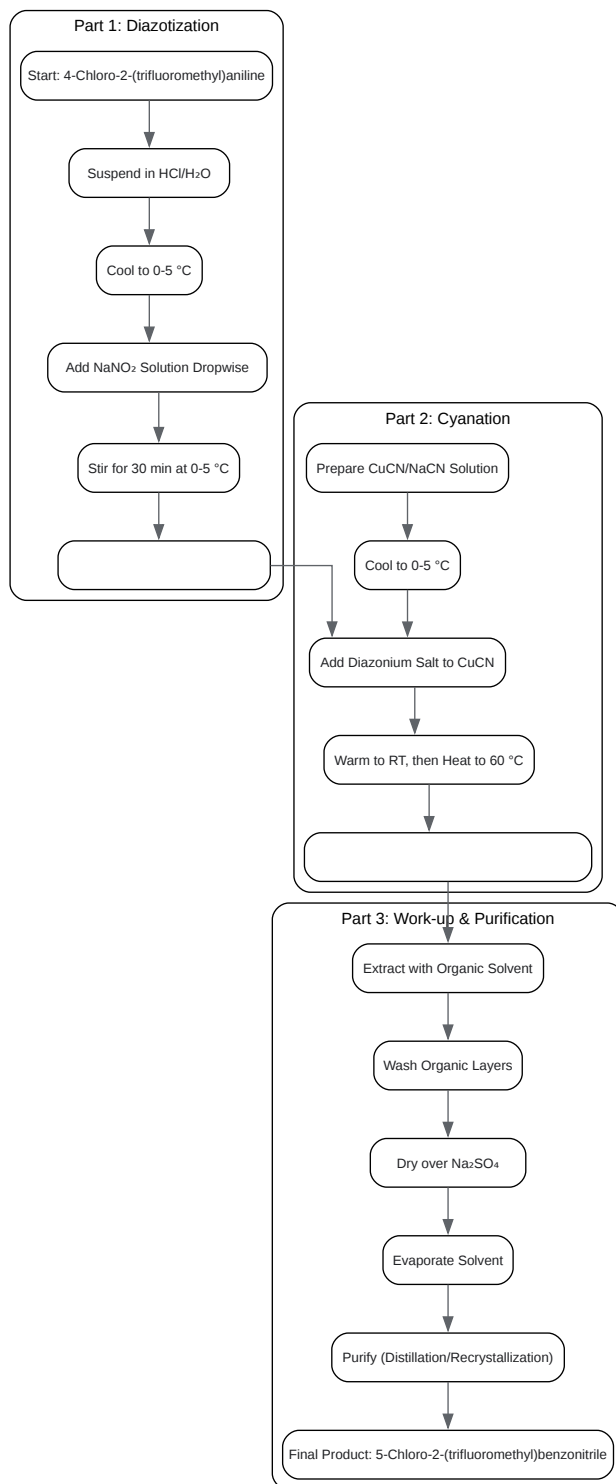 Part 1: Diazotization
Start: 4-Chloro-2-(trifluoromethyl)aniline
Suspend in HCl/H₂O
Cool to 0-5 °C
Add NaNO₂ Solution Dropwise
Stir for 30 min at 0-5 °C
Part 2: Cyanation
Prepare CuCN/NaCN Solution
Cool to 0-5 °C
Add Diazonium Salt to CuCN
Warm to RT, then Heat to 60 °C
Part 3: Work-up & Purification
Extract with Organic Solvent
Wash Organic Layers
Dry over Na₂SO₄
Evaporate Solvent
Purify (Distillation/Recrystallization)
Final Product: 5-Chloro-2-(trifluoromethyl)benzonitrile